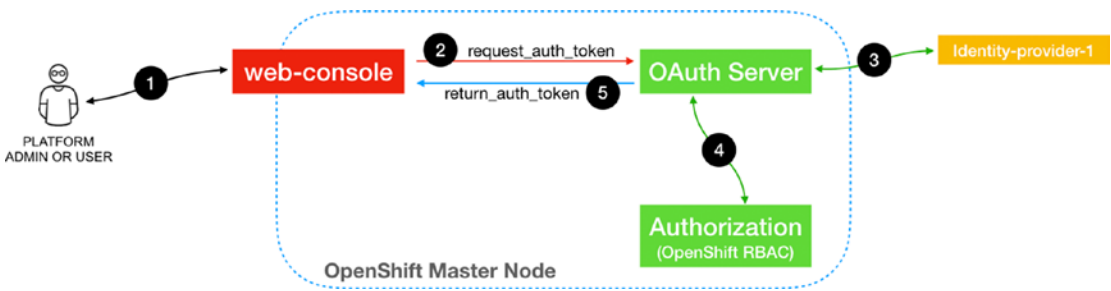 2
request_auth_token
web-console
OAuth Server
3
Identity-provider-1
1
return_auth_token
5
PLATFORM
ADMIN OR USER
4
Authorization
(OpenShift RBAC)
OpenShift Master Node